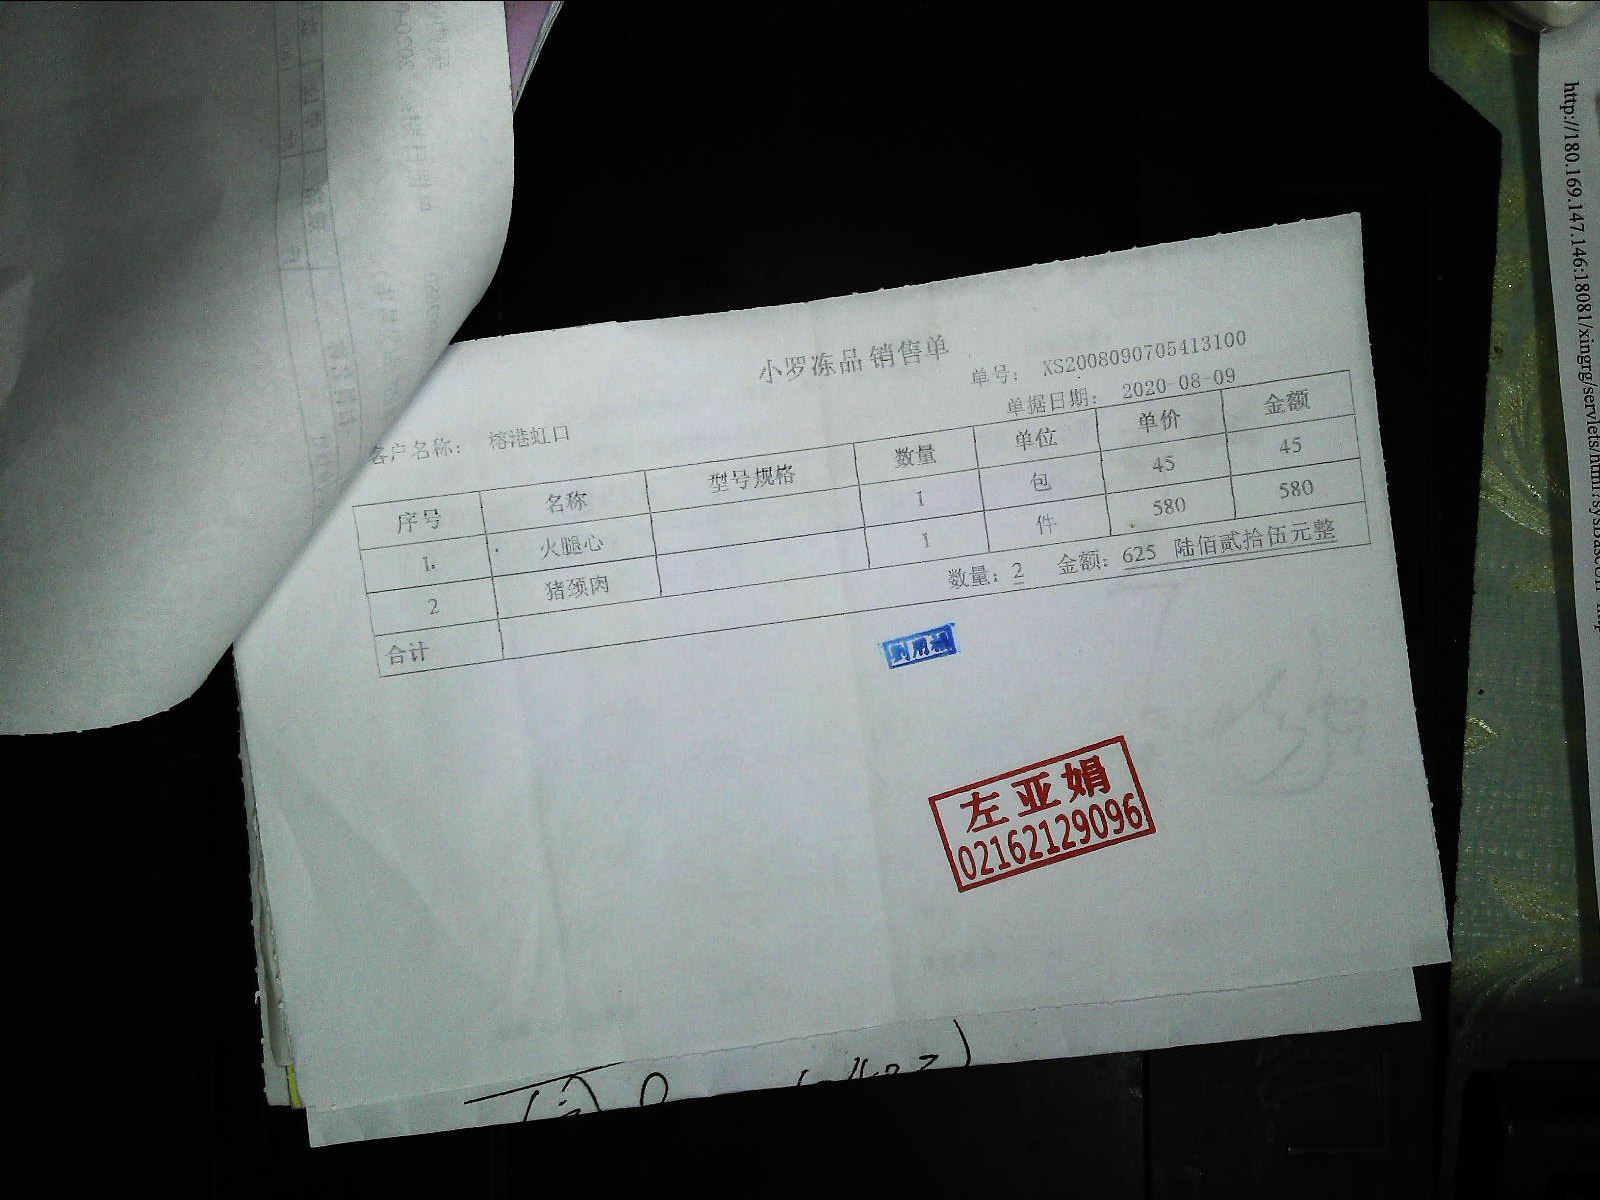 小罗冻品销售单
单号: XS2008090705413100
客户名称: 榕港虹口 单据日期: 2020-08-09
序号 名称 型号规格 数量 单位 单价 金额
1. 火腿心 1 包 45 45
2 猪颈肉 1 件 580 580
合计 数量: 2 金额: 625 陆佰贰拾伍元整
左亚娟
02162129096
http://180.169.147.146:18081/xingrg/servlets/